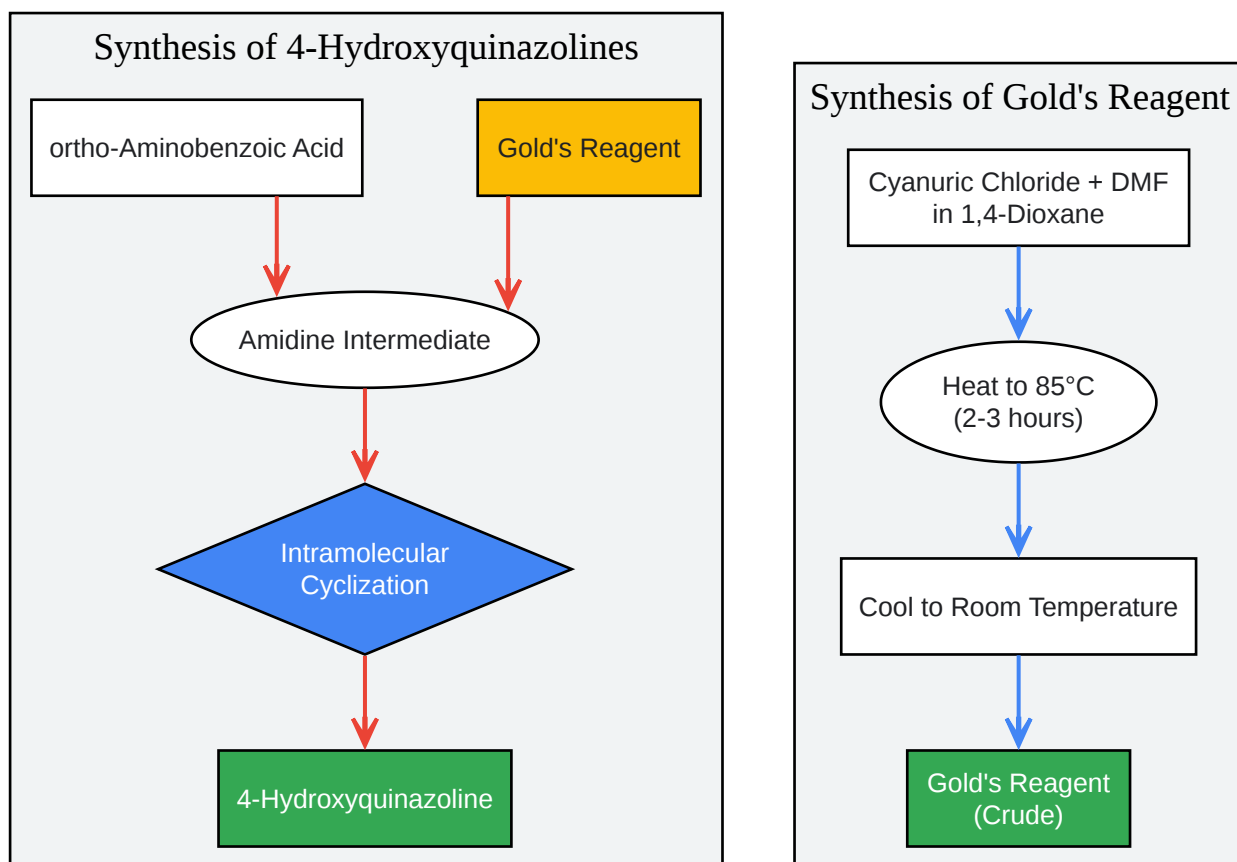 Synthesis of 4-Hydroxyquinazolines
ortho-Aminobenzoic Acid
Gold's Reagent
Amidine Intermediate
Intramolecular
Cyclization
4-Hydroxyquinazoline
Synthesis of Gold's Reagent
Cyanuric Chloride + DMF
in 1,4-Dioxane
Heat to 85°C
(2-3 hours)
Cool to Room Temperature
Gold's Reagent
(Crude)